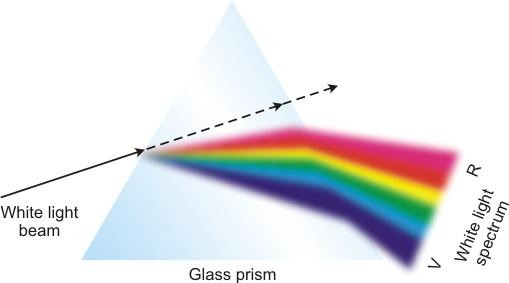 White light
beam
Glass prism
R
V
White light
spectrum